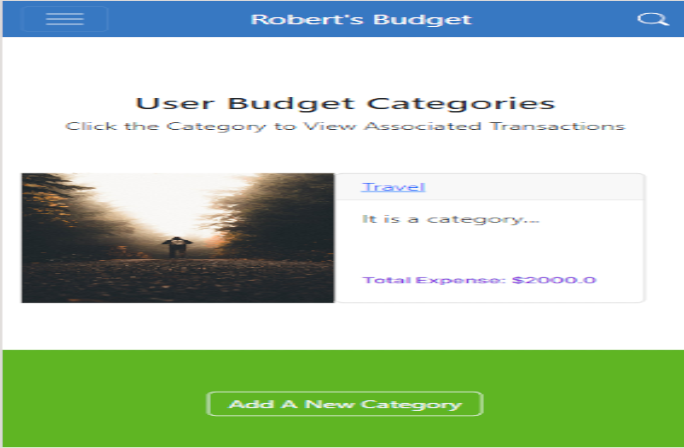 Robert's Budget
User Budget Categories
Click the Category to View Associated Transactions
Travel
It is a category...
Total Expense: $2000.0
Add A New Category